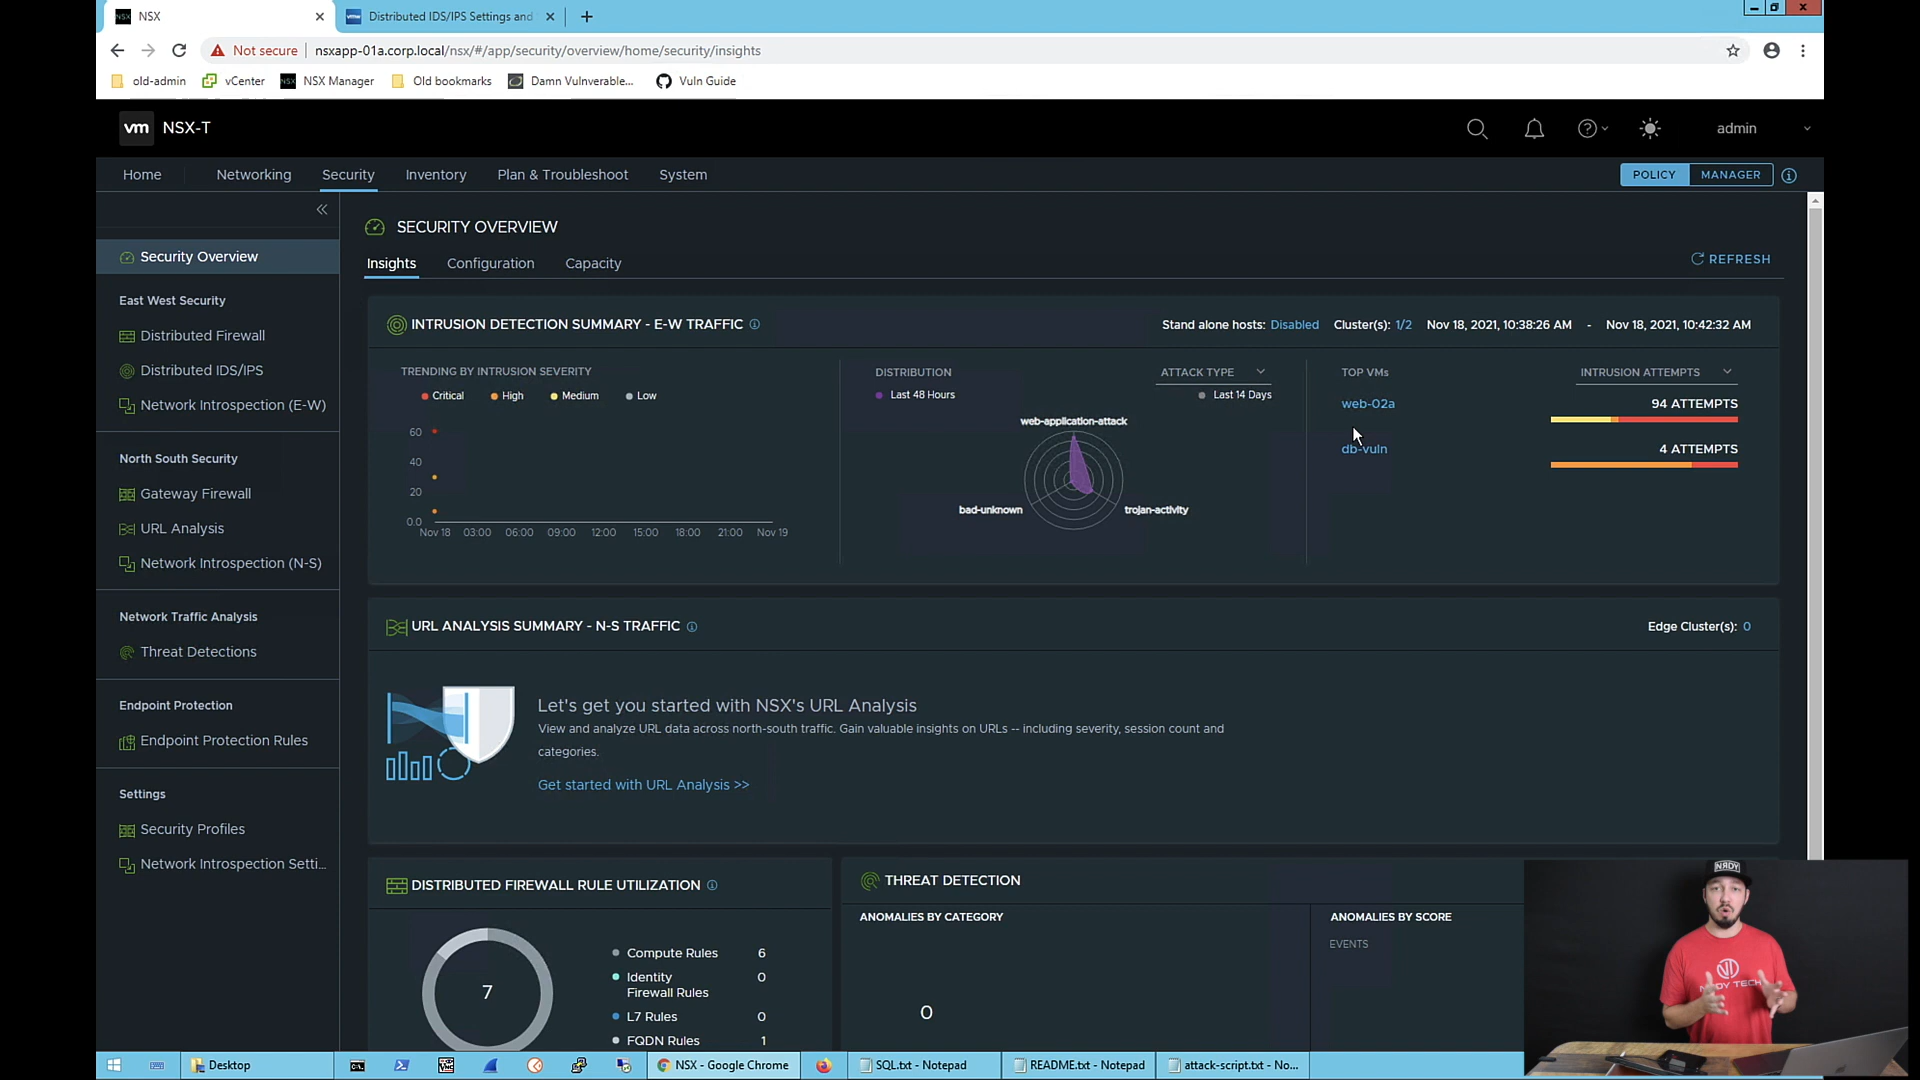 NSX
Distributed IDS/IPS Settings and
Not secure
nsxapp-01a.corp.local/nsx/#/app/security/overview/home/security/insights
old-admin
vCenter
NSX Manager
Old bookmarks
Damn Vulnverable...
Vuln Guide
vm NSX-T
admin
Home
Networking
Security
Inventory
Plan & Troubleshoot
System
POLICY
MANAGER
Security Overview
East West Security
Distributed Firewall
Distributed IDS/IPS
Network Introspection (E-W)
North South Security
Gateway Firewall
URL Analysis
Network Introspection (N-S)
Network Traffic Analysis
Threat Detections
Endpoint Protection
Endpoint Protection Rules
Settings
Security Profiles
Network Introspection Setti...
SECURITY OVERVIEW
Insights
Configuration
Capacity
REFRESH
INTRUSION DETECTION SUMMARY - E-W TRAFFIC
Stand alone hosts: Disabled
Cluster(s): 1/2
Nov 18, 2021, 10:38:26 AM - Nov 18, 2021, 10:42:32 AM
TRENDING BY INTRUSION SEVERITY
Critical
High
Medium
Low
60
40
20
0.0
Nov 18 03:00 06:00 09:00 12:00 15:00 18:00 21:00 Nov 19
DISTRIBUTION
ATTACK TYPE
Last 48 Hours
Last 14 Days
web-application-attack
bad-unknown
trojan-activity
TOP VMs
INTRUSION ATTEMPTS
web-02a
94 ATTEMPTS
db-vuln
4 ATTEMPTS
URL ANALYSIS SUMMARY - N-S TRAFFIC
Edge Cluster(s): 0
Let's get you started with NSX's URL Analysis
View and analyze URL data across north-south traffic. Gain valuable insights on URLs -- including severity, session count and
categories.
Get started with URL Analysis >>
DISTRIBUTED FIREWALL RULE UTILIZATION
7
Compute Rules 6
Identity 0
Firewall Rules
L7 Rules 0
FQDN Rules 1
THREAT DETECTION
ANOMALIES BY CATEGORY
0
ANOMALIES BY SCORE
EVENTS
NRDY
NRDY TECH
Desktop
NSX - Google Chrome
SQL.txt - Notepad
README.txt - Notepad
attack-script.txt - No...